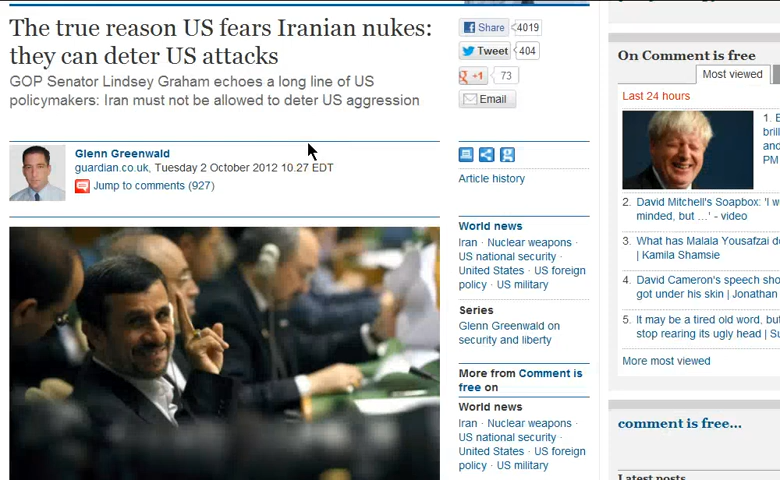 The true reason US fears Iranian nukes:
they can deter US attacks
GOP Senator Lindsey Graham echoes a long line of US
policymakers: Iran must not be allowed to deter US aggression
Glenn Greenwald
guardian.co.uk, Tuesday 2 October 2012 10.27 EDT
Jump to comments (927)
Share 4019
Tweet 404
+1 73
Email
Article history
World news
Iran · Nuclear weapons ·
US national security ·
United States · US foreign
policy · US military
Series
Glenn Greenwald on
security and liberty
More from Comment is
free on
World news
Iran · Nuclear weapons ·
US national security ·
United States · US foreign
policy · US military
On Comment is free
Most viewed
Last 24 hours
1.
and
PM
2. David Mitchell's Soapbox: 'I w
minded, but ...' - video
3. What has Malala Yousafzai do
| Kamila Shamsie
4. David Cameron's speech sho
got under his skin | Jonathan
5. It may be a tired old word, but
stop rearing its ugly head | Su
More most viewed
comment is free...
Latest posts